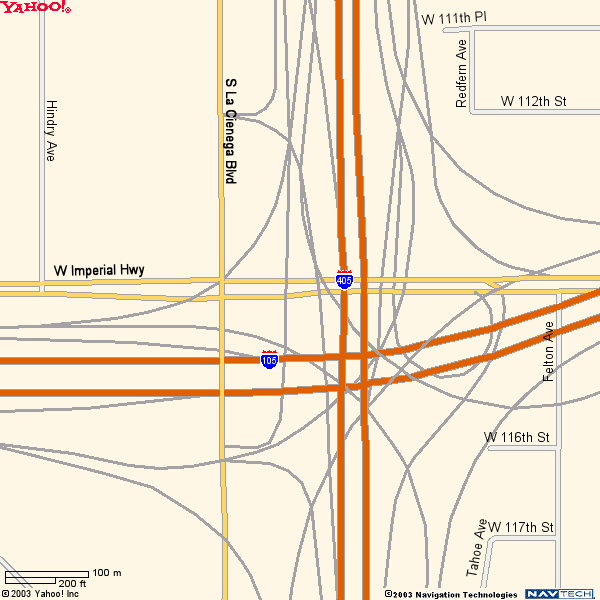 YAHOO!®
W 111th Pl
Redfern Ave
W 112th St
Hindry Ave
S La Cienega Blvd
W Imperial Hwy
405
105
Felton Ave
W 116th St
Tahoe Ave
W 117th St
100 m
200 ft
©2003 Yahoo! Inc
©2003 Navigation Technologies
NAVTECH